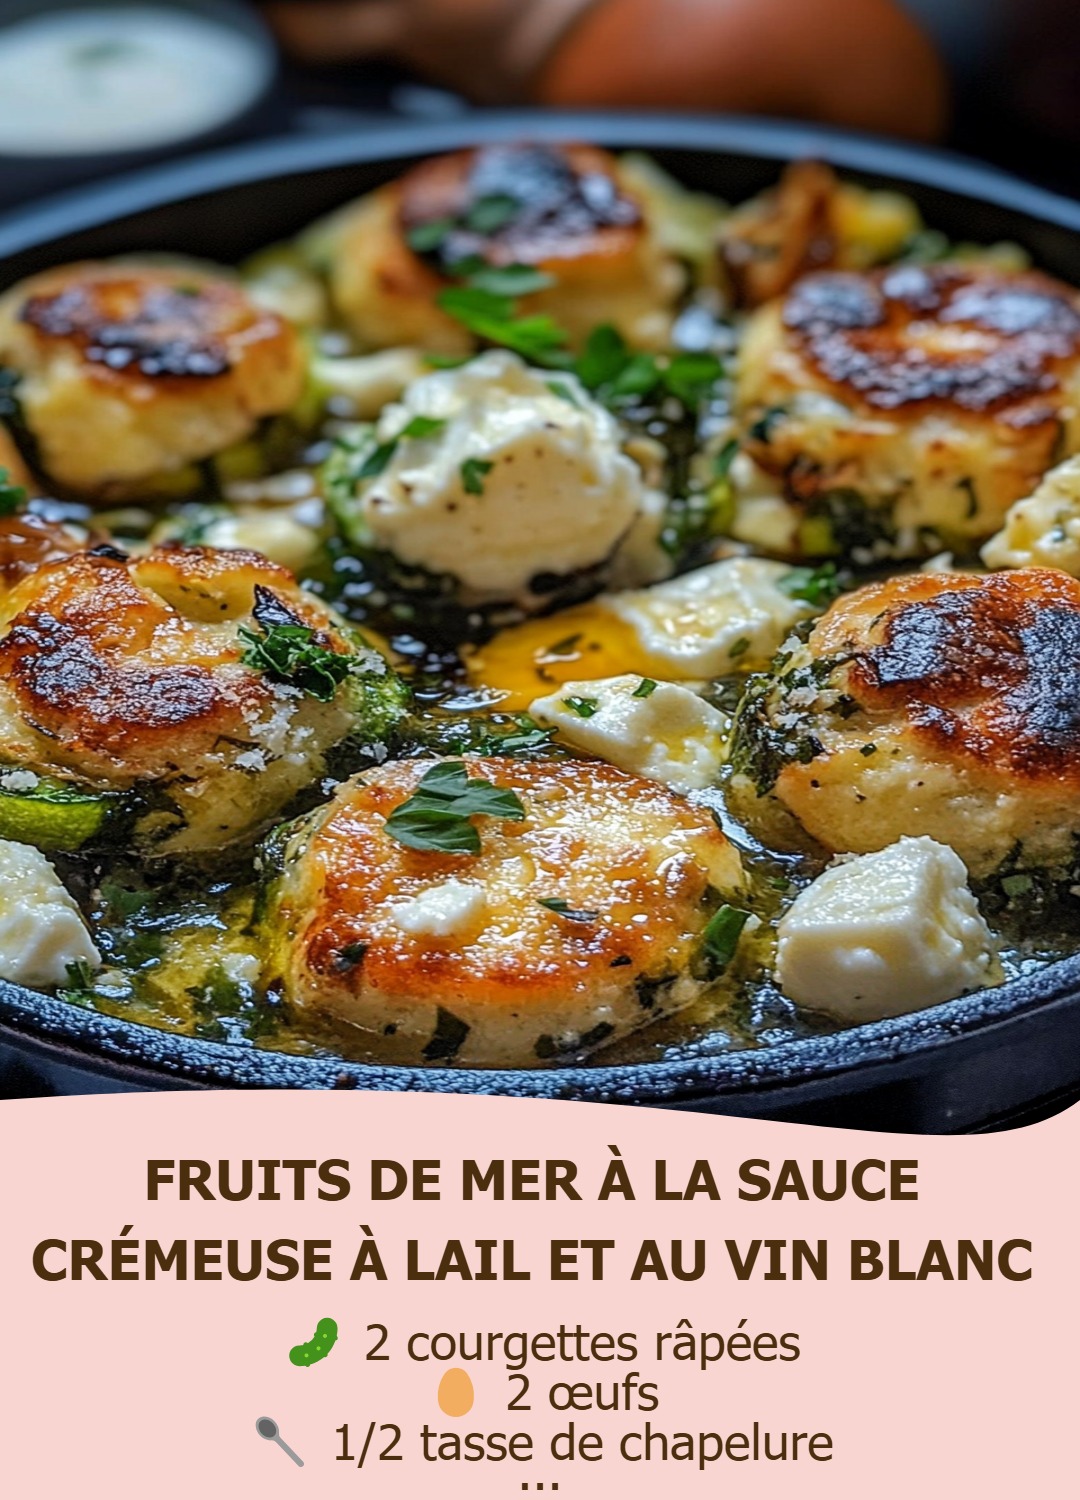 FRUITS DE MER À LA SAUCE
CRÉMEUSE À LAIL ET AU VIN BLANC
2 courgettes râpées
2 œufs
1/2 tasse de chapelure
...